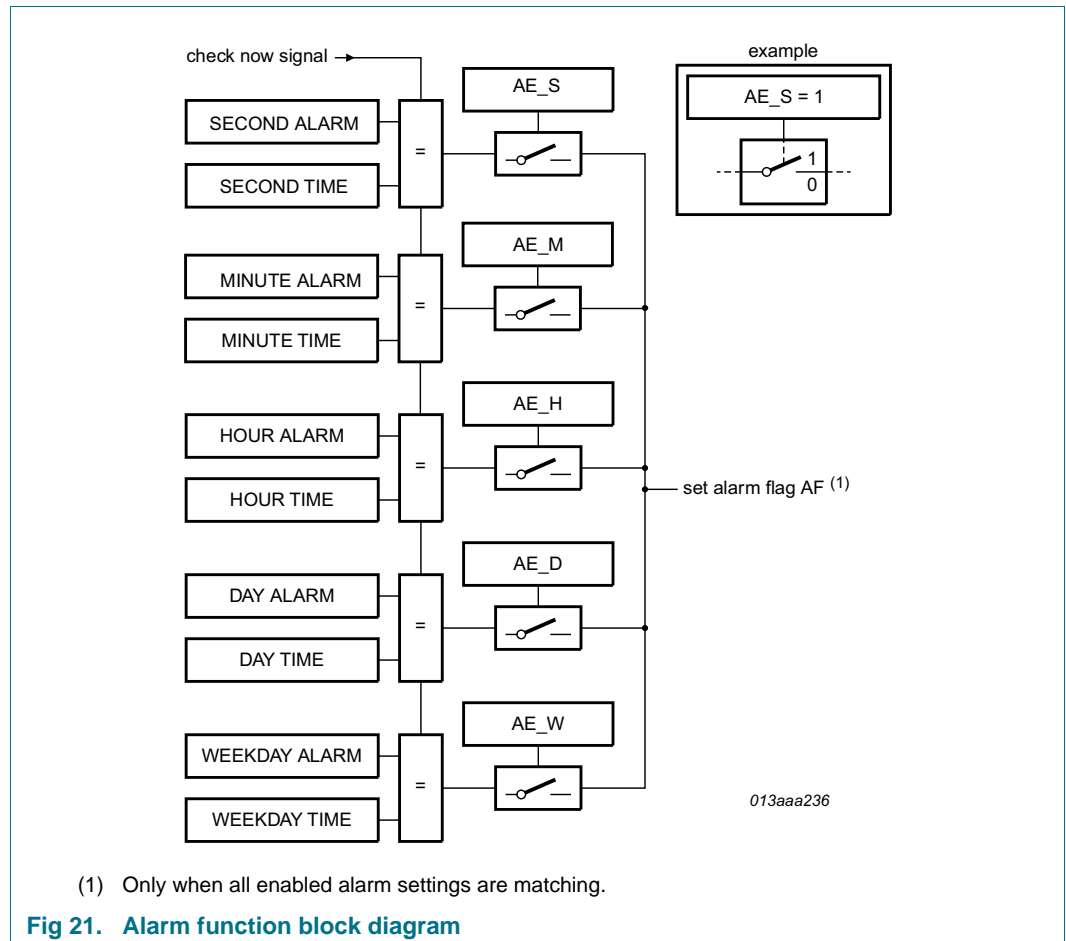 check now signal
example
AE_S
AE_S = 1
SECOND ALARM
=
1
0
SECOND TIME
AE_M
MINUTE ALARM
=
MINUTE TIME
AE_H
HOUR ALARM
=
set alarm flag AF (1)
HOUR TIME
AE_D
DAY ALARM
=
DAY TIME
AE_W
WEEKDAY ALARM
=
013aaa236
WEEKDAY TIME
(1) Only when all enabled alarm settings are matching.
Fig 21. Alarm function block diagram